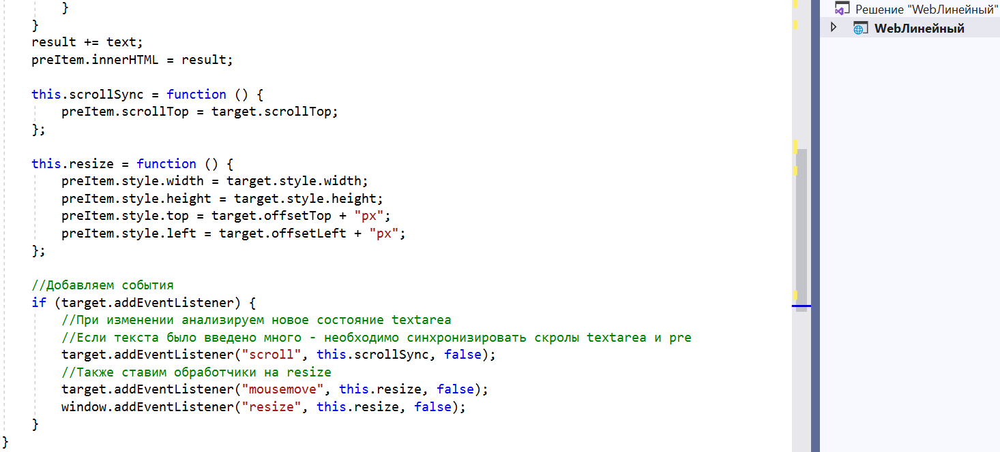 }
    }
    result += text;
    preItem.innerHTML = result;

    this.scrollSync = function () {
        preItem.scrollTop = target.scrollTop;
    };

    this.resize = function () {
        preItem.style.width = target.style.width;
        preItem.style.height = target.style.height;
        preItem.style.top = target.offsetTop + "px";
        preItem.style.left = target.offsetLeft + "px";
    };

    //Добавляем события
    if (target.addEventListener) {
        //При изменении анализируем новое состояние textarea
        //Если текста было введено много - необходимо синхронизировать скролы textarea и pre
        target.addEventListener("scroll", this.scrollSync, false);
        //Также ставим обработчики на resize
        target.addEventListener("mousemove", this.resize, false);
        window.addEventListener("resize", this.resize, false);
    }
}
Решение "WebЛинейный"
WebЛинейный